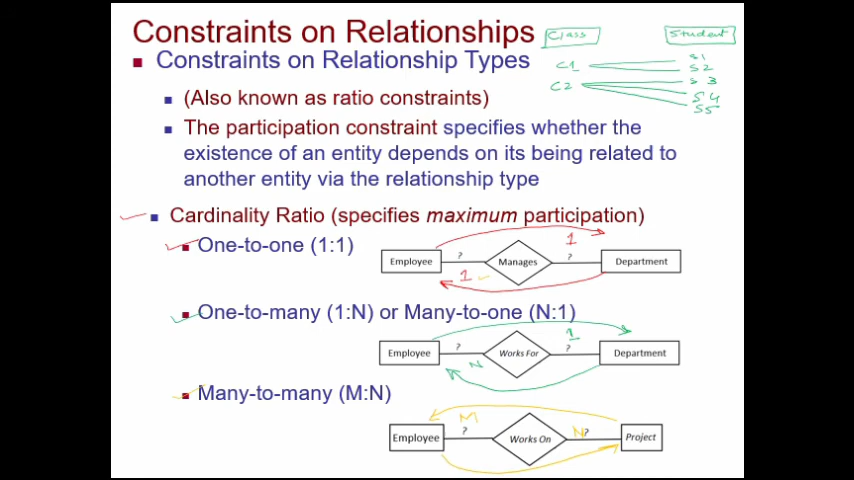 Constraints on Relationships
Class
Student
Constraints on Relationship Types
C1
S1
S2
C2
S 3
S 4
S5
(Also known as ratio constraints)
The participation constraint specifies whether the
existence of an entity depends on its being related to
another entity via the relationship type
Cardinality Ratio (specifies maximum participation)
One-to-one (1:1)
1
Employee
?
Manages
?
Department
1
One-to-many (1:N) or Many-to-one (N:1)
1
Employee
?
Works For
?
Department
N
Many-to-many (M:N)
M
N
Employee
?
Works On
?
Project